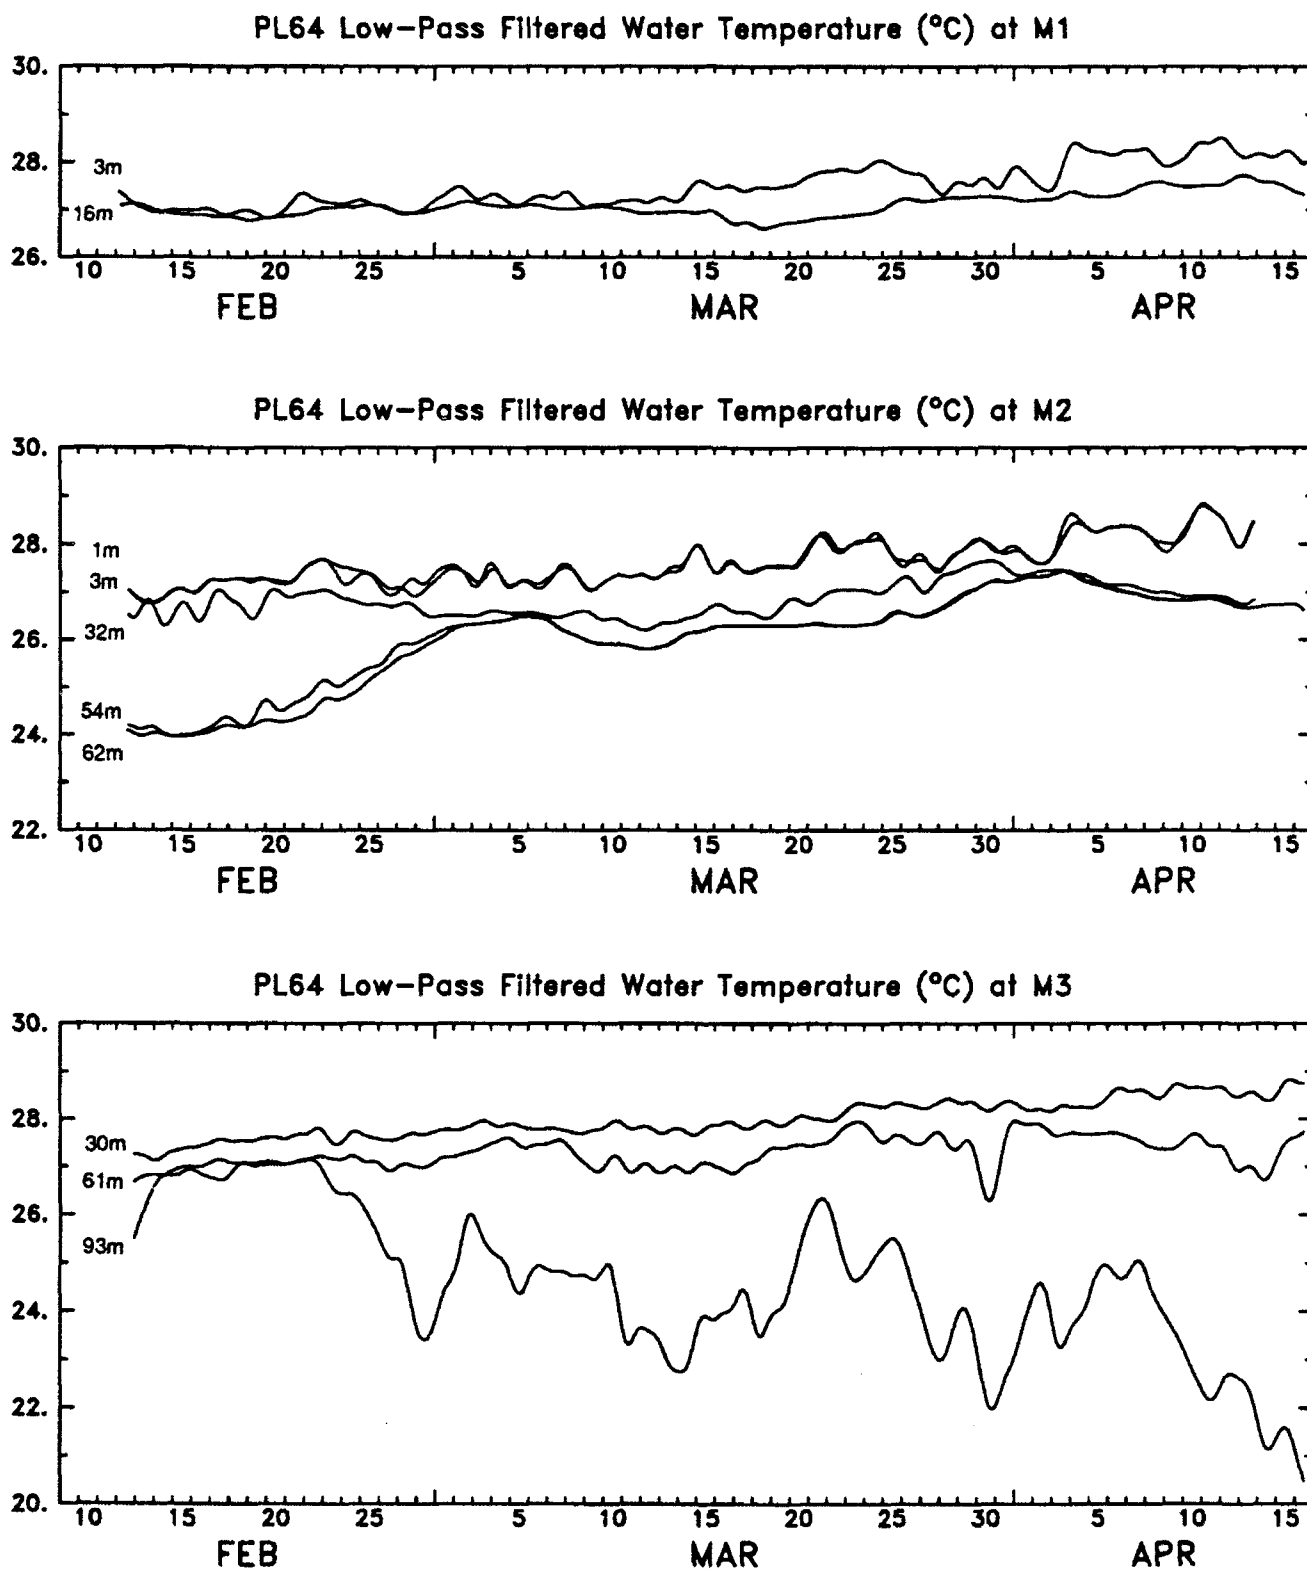 PL64 Low-Pass Filtered Water Temperature (°C) at M1
30.
28.
3m
16m
26.
10 15 20 25 5 10 15 20 25 30 5 10 15
FEB MAR APR
PL64 Low-Pass Filtered Water Temperature (°C) at M2
30.
28.
1m
3m
26.
32m
24.
54m
62m
22.
10 15 20 25 5 10 15 20 25 30 5 10 15
FEB MAR APR
PL64 Low-Pass Filtered Water Temperature (°C) at M3
30.
28.
30m
61m
26.
93m
24.
22.
20.
10 15 20 25 5 10 15 20 25 30 5 10 15
FEB MAR APR